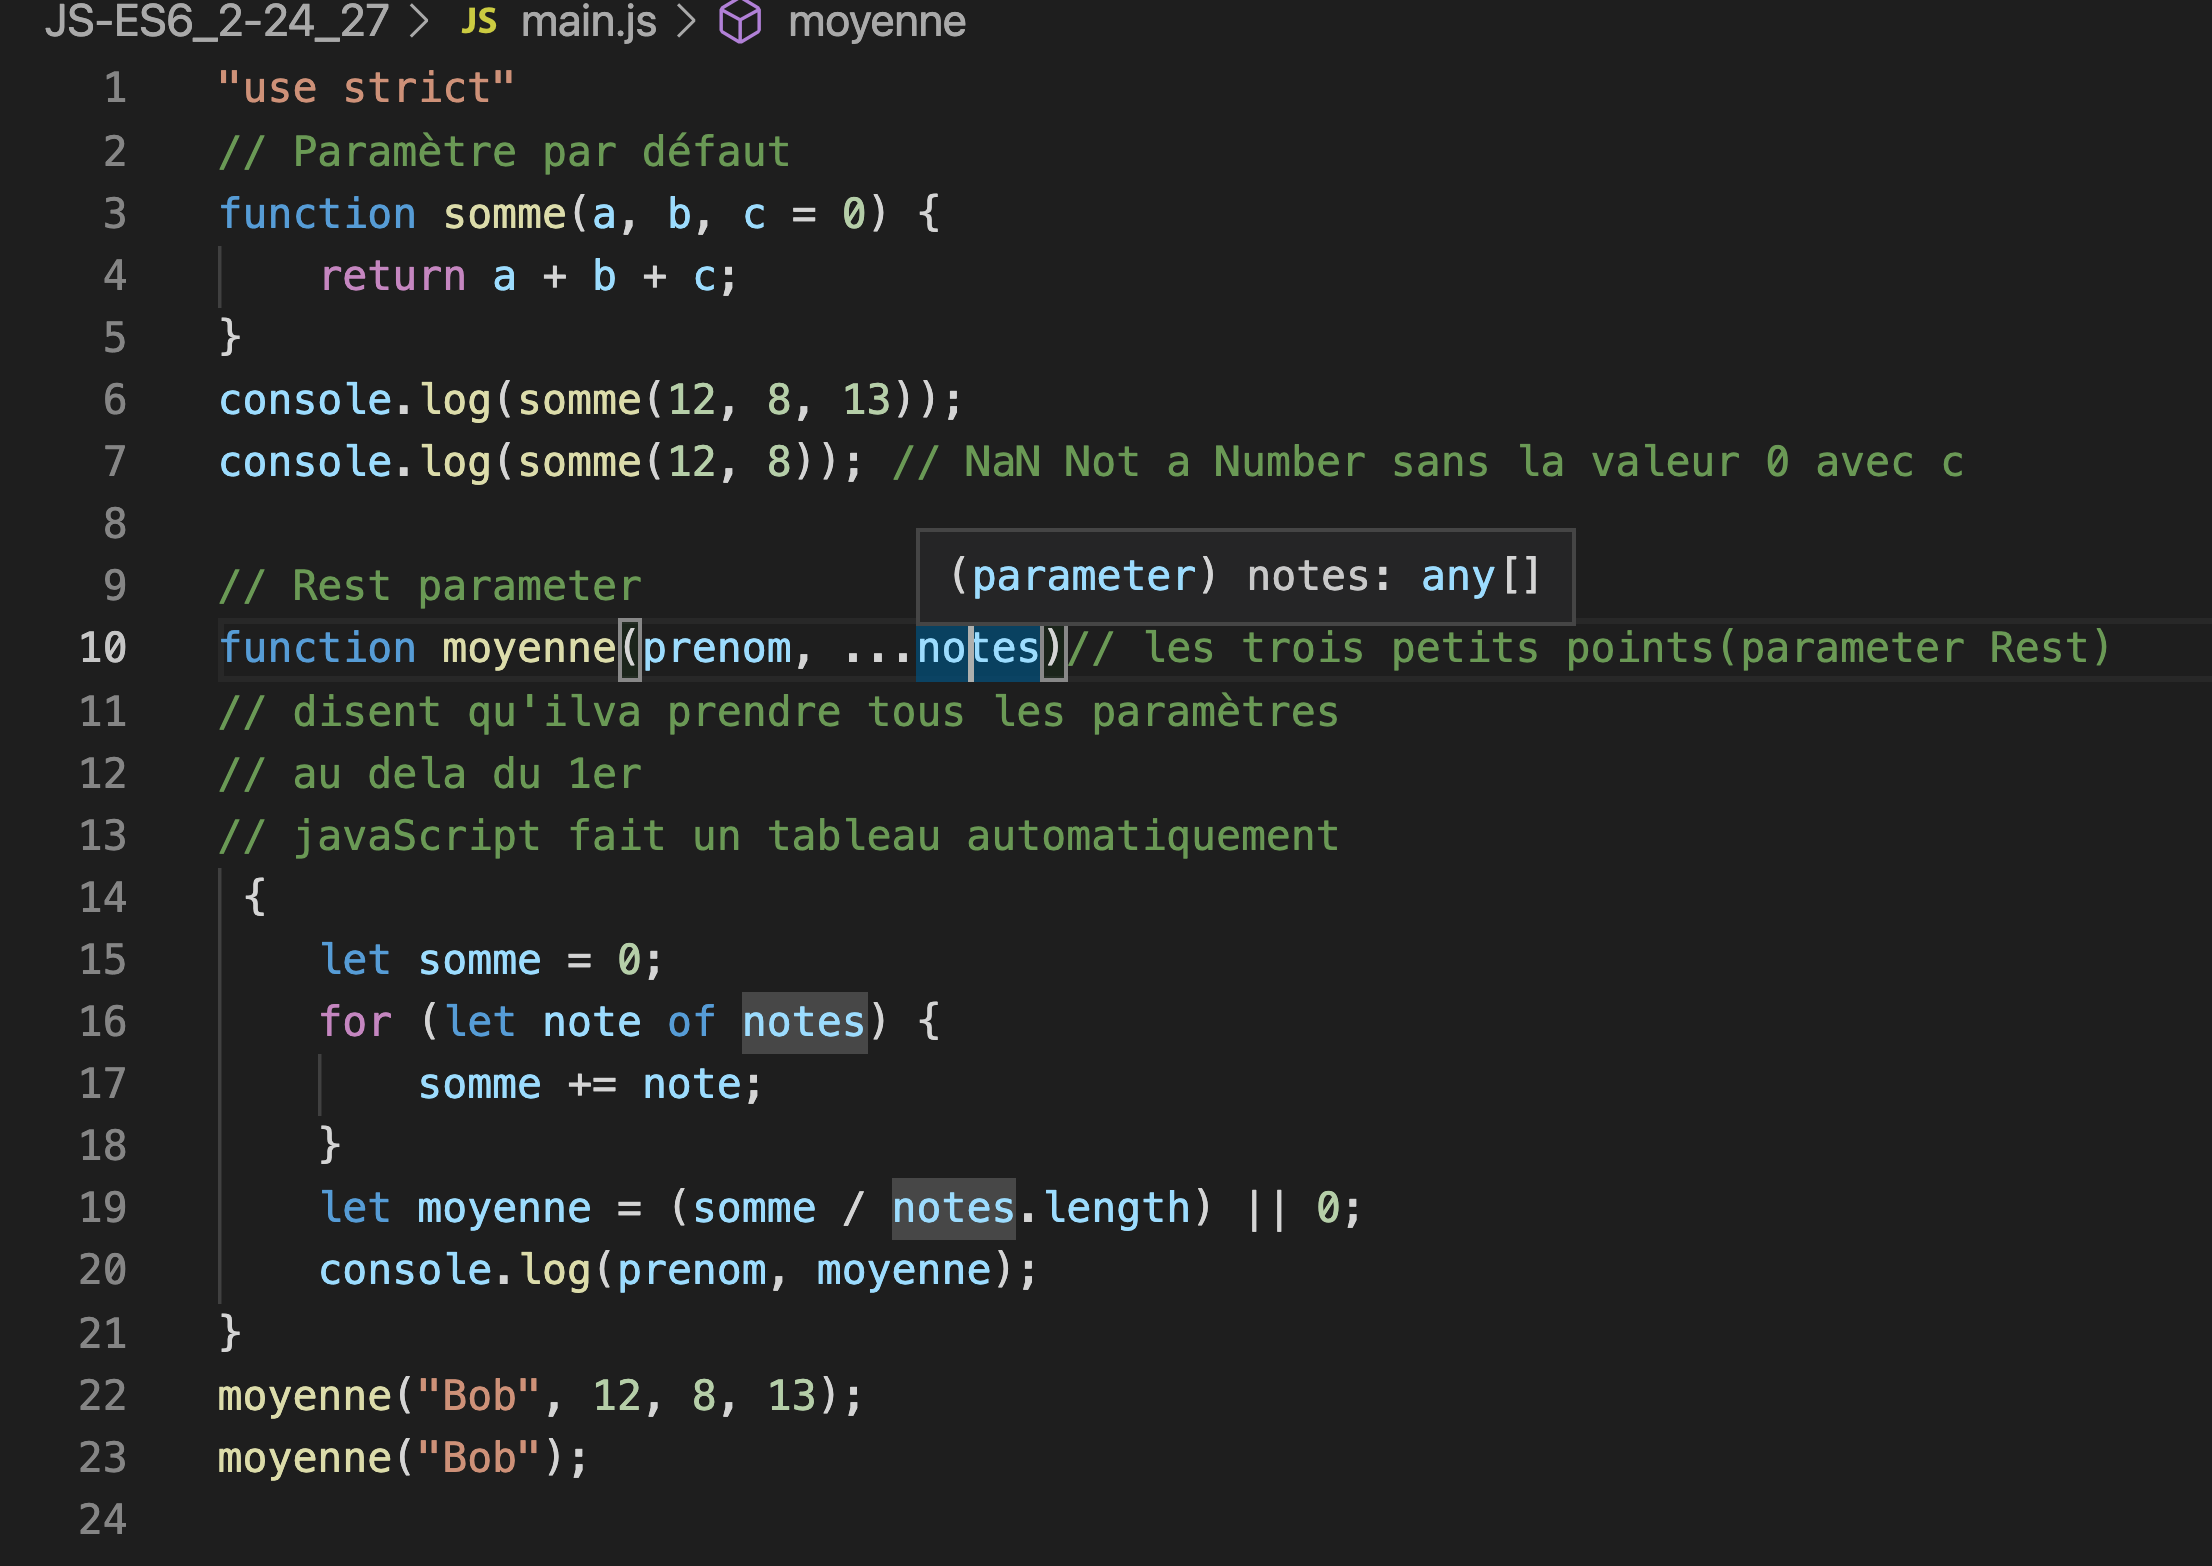 JS-ES6_2-24_27 > JS main.js > moyenne
1 "use strict"
2 // Paramètre par défaut
3 function somme(a, b, c = 0) {
4     return a + b + c;
5 }
6 console.log(somme(12, 8, 13));
7 console.log(somme(12, 8)); // NaN Not a Number sans la valeur 0 avec c
8
(parameter) notes: any[]
9 // Rest parameter
10 function moyenne(prenom, ...notes)// les trois petits points(parameter Rest)
11 // disent qu'ilva prendre tous les paramètres
12 // au dela du 1er
13 // javaScript fait un tableau automatiquement
14  {
15     let somme = 0;
16     for (let note of notes) {
17         somme += note;
18     }
19     let moyenne = (somme / notes.length) || 0;
20     console.log(prenom, moyenne);
21 }
22 moyenne("Bob", 12, 8, 13);
23 moyenne("Bob");
24